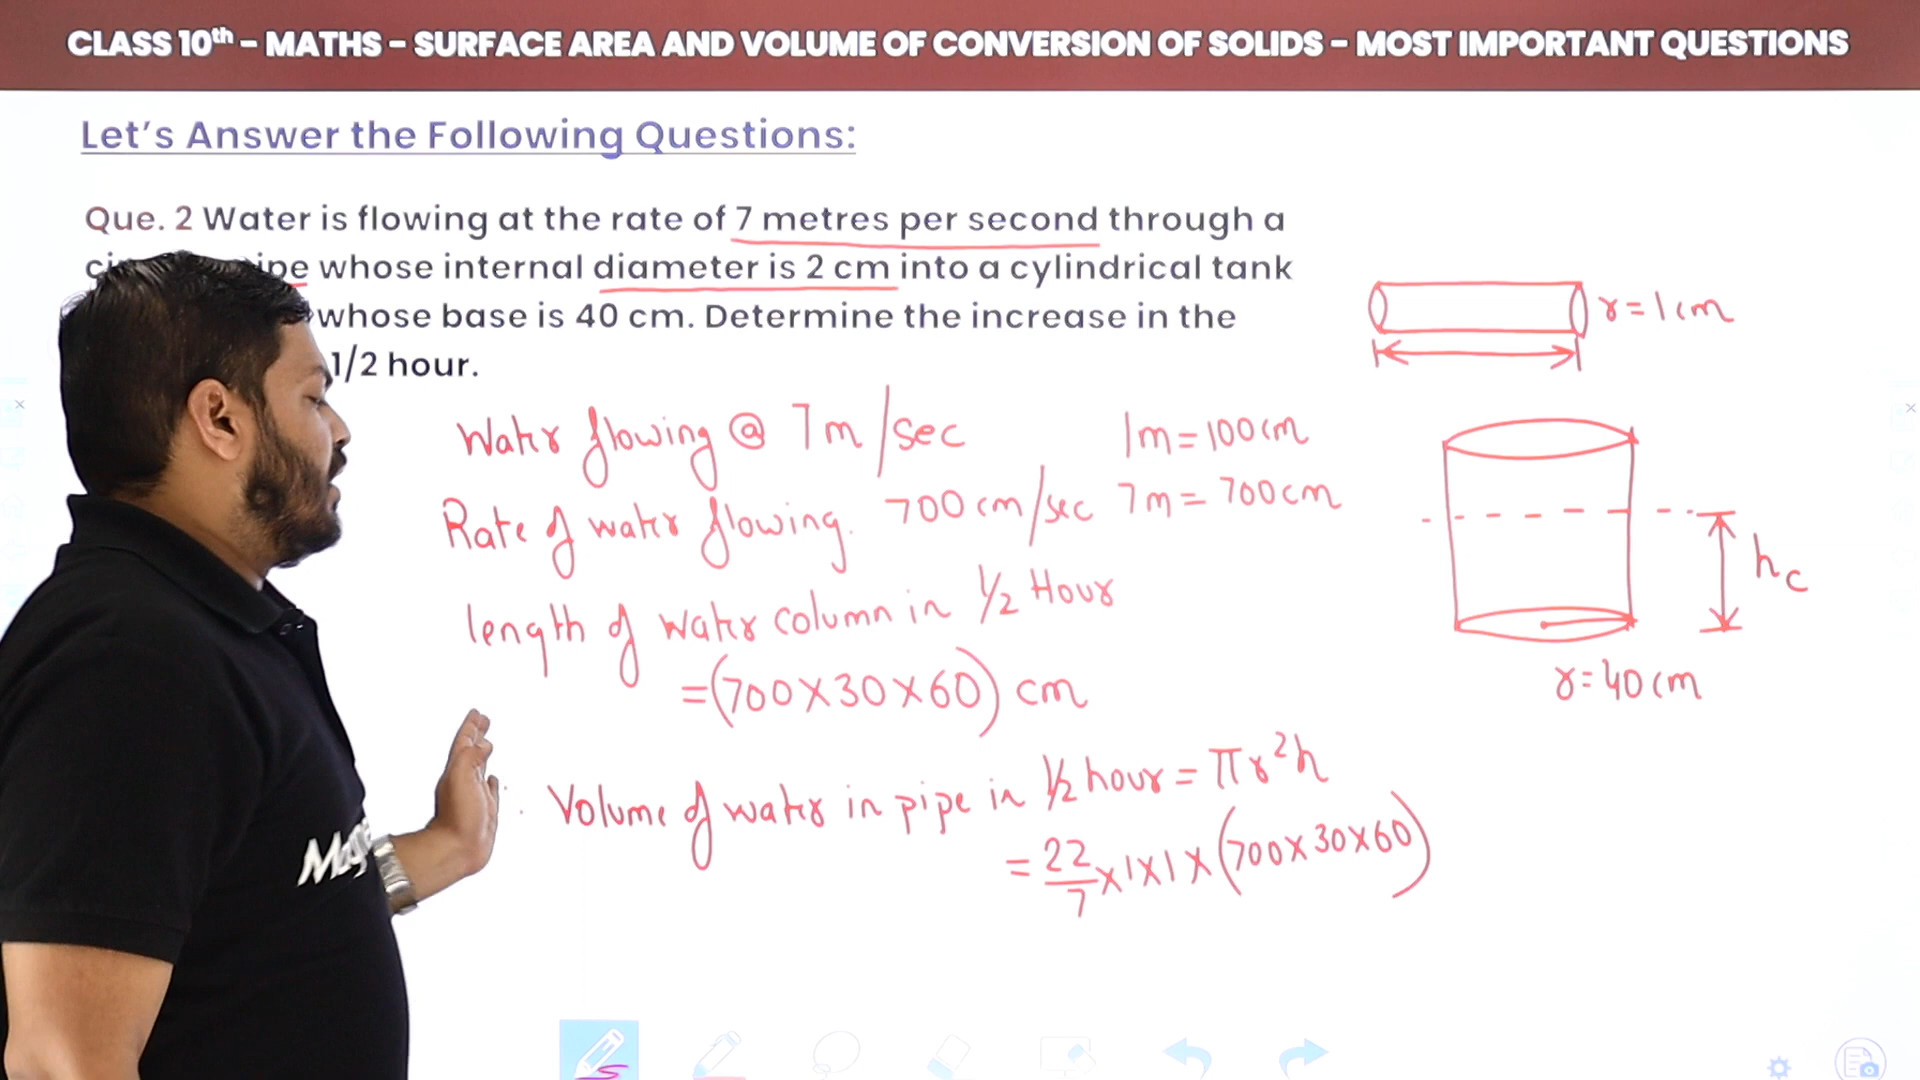 CLASS 10th – MATHS – SURFACE AREA AND VOLUME OF CONVERSION OF SOLIDS – MOST IMPORTANT QUESTIONS
Let's Answer the Following Questions:
Que. 2 Water is flowing at the rate of 7 metres per second through a
whose internal diameter is 2 cm into a cylindrical tank
whose base is 40 cm. Determine the increase in the
1/2 hour.
r = 1 cm
Water flowing @ 7m/sec
1m = 100cm
Rate of water flowing. 700 cm/sec
7m = 700cm
length of water column in 1/2 Hour
= (700 x 30 x 60) cm
hc
r = 40 cm
∴ Volume of water in pipe in 1/2 hour = πr²h
= 22/7 x 1 x 1 x (700 x 30 x 60)